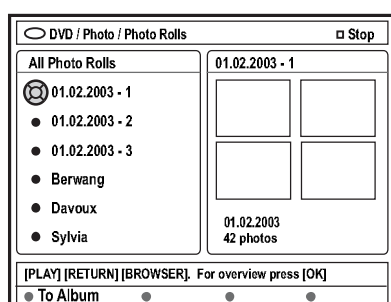 DVD / Photo / Photo Rolls
Stop
All Photo Rolls
01.02.2003 - 1
01.02.2003 - 2
01.02.2003 - 3
Berwang
Davoux
Sylvia
01.02.2003 - 1
01.02.2003
42 photos
[PLAY] [RETURN] [BROWSER]. For overview press [OK]
To Album